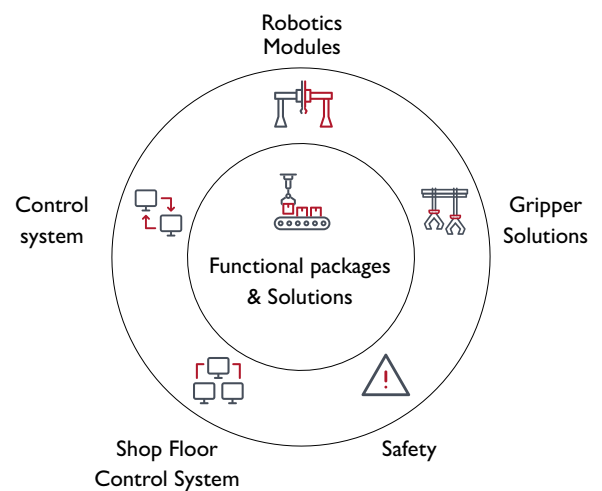 Robotics
Modules
Control
system
Gripper
Solutions
Functional packages
& Solutions
Shop Floor
Control System
Safety